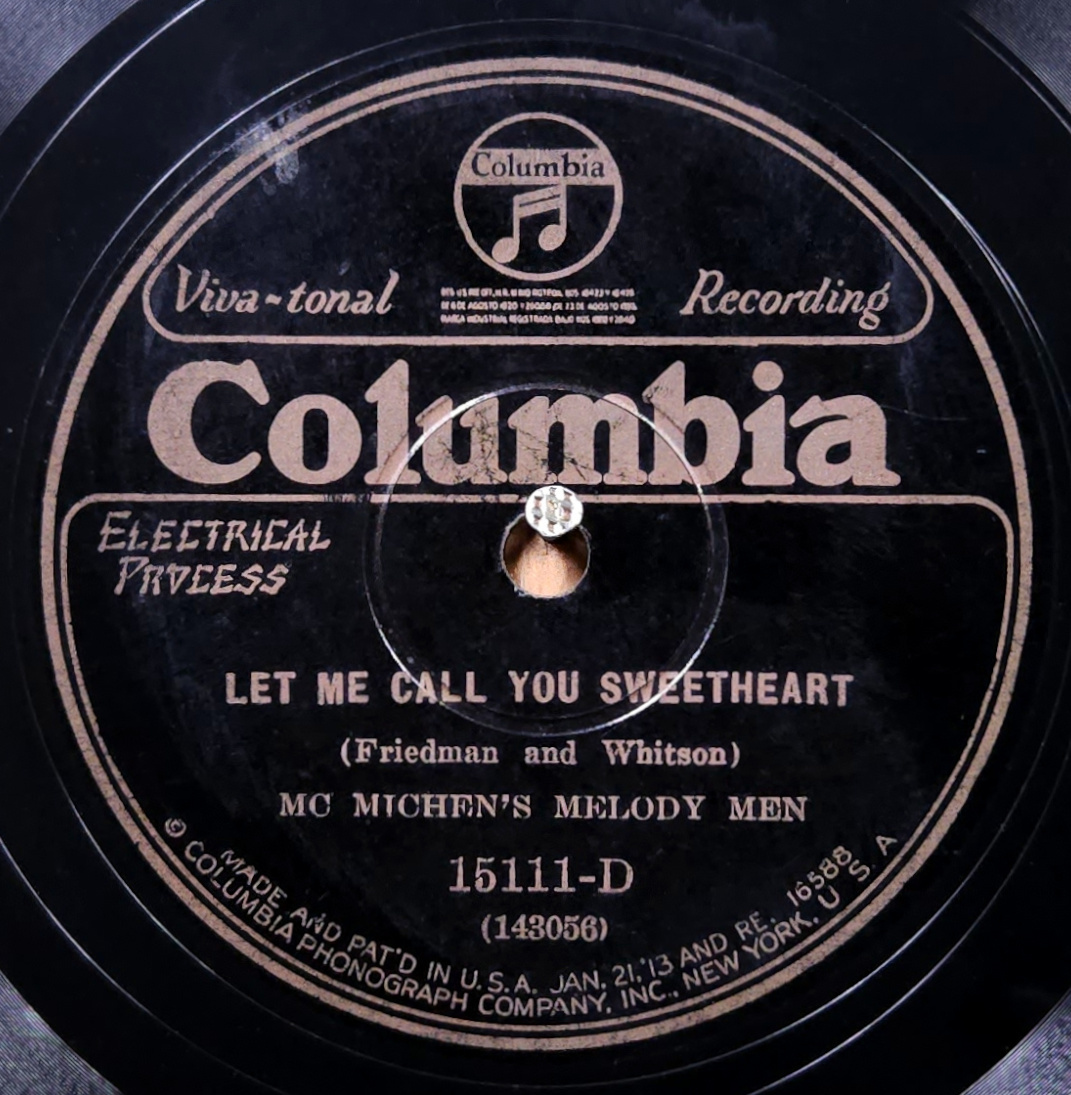 Columbia
Viva-tonal Recording
Columbia
ELECTRICAL
PROCESS
LET ME CALL YOU SWEETHEART
(Friedman and Whitson)
MC MICHEN'S MELODY MEN
15111-D
(143056)
MADE AND PAT'D IN U.S.A. JAN. 21, '13 AND RE. 16588
© COLUMBIA PHONOGRAPH COMPANY, INC., NEW YORK, U.S.A